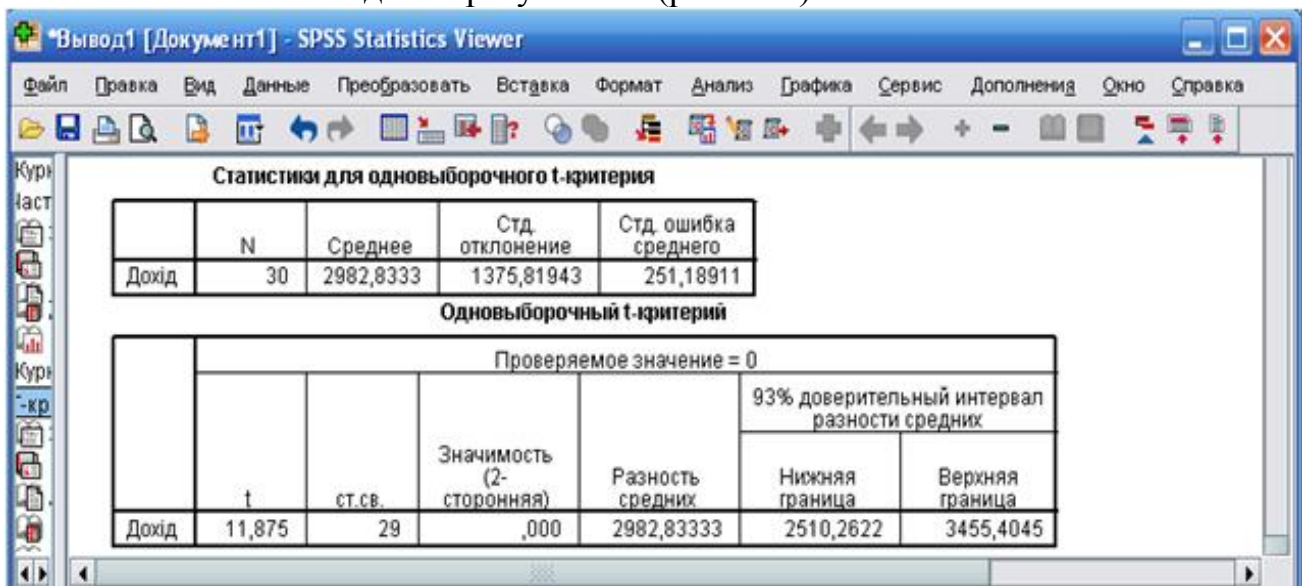 *Вывод1 [Документ1] - SPSS Statistics Viewer
Файл Правка Вид Данные Преобразовать Вставка Формат Анализ Графика Сервис Дополнения Окно Справка
Статистики для одновыборочного t-критерия
N Среднее Стд. отклонение Стд. ошибка среднего
Дохід 30 2982,8333 1375,81943 251,18911
Одновыборочный t-критерий
Проверяемое значение = 0
93% доверительный интервал
разности средних
t ст.св. Значимость (2-сторонняя) Разность средних Нижняя граница Верхняя граница
Дохід 11,875 29 ,000 2982,83333 2510,2622 3455,4045